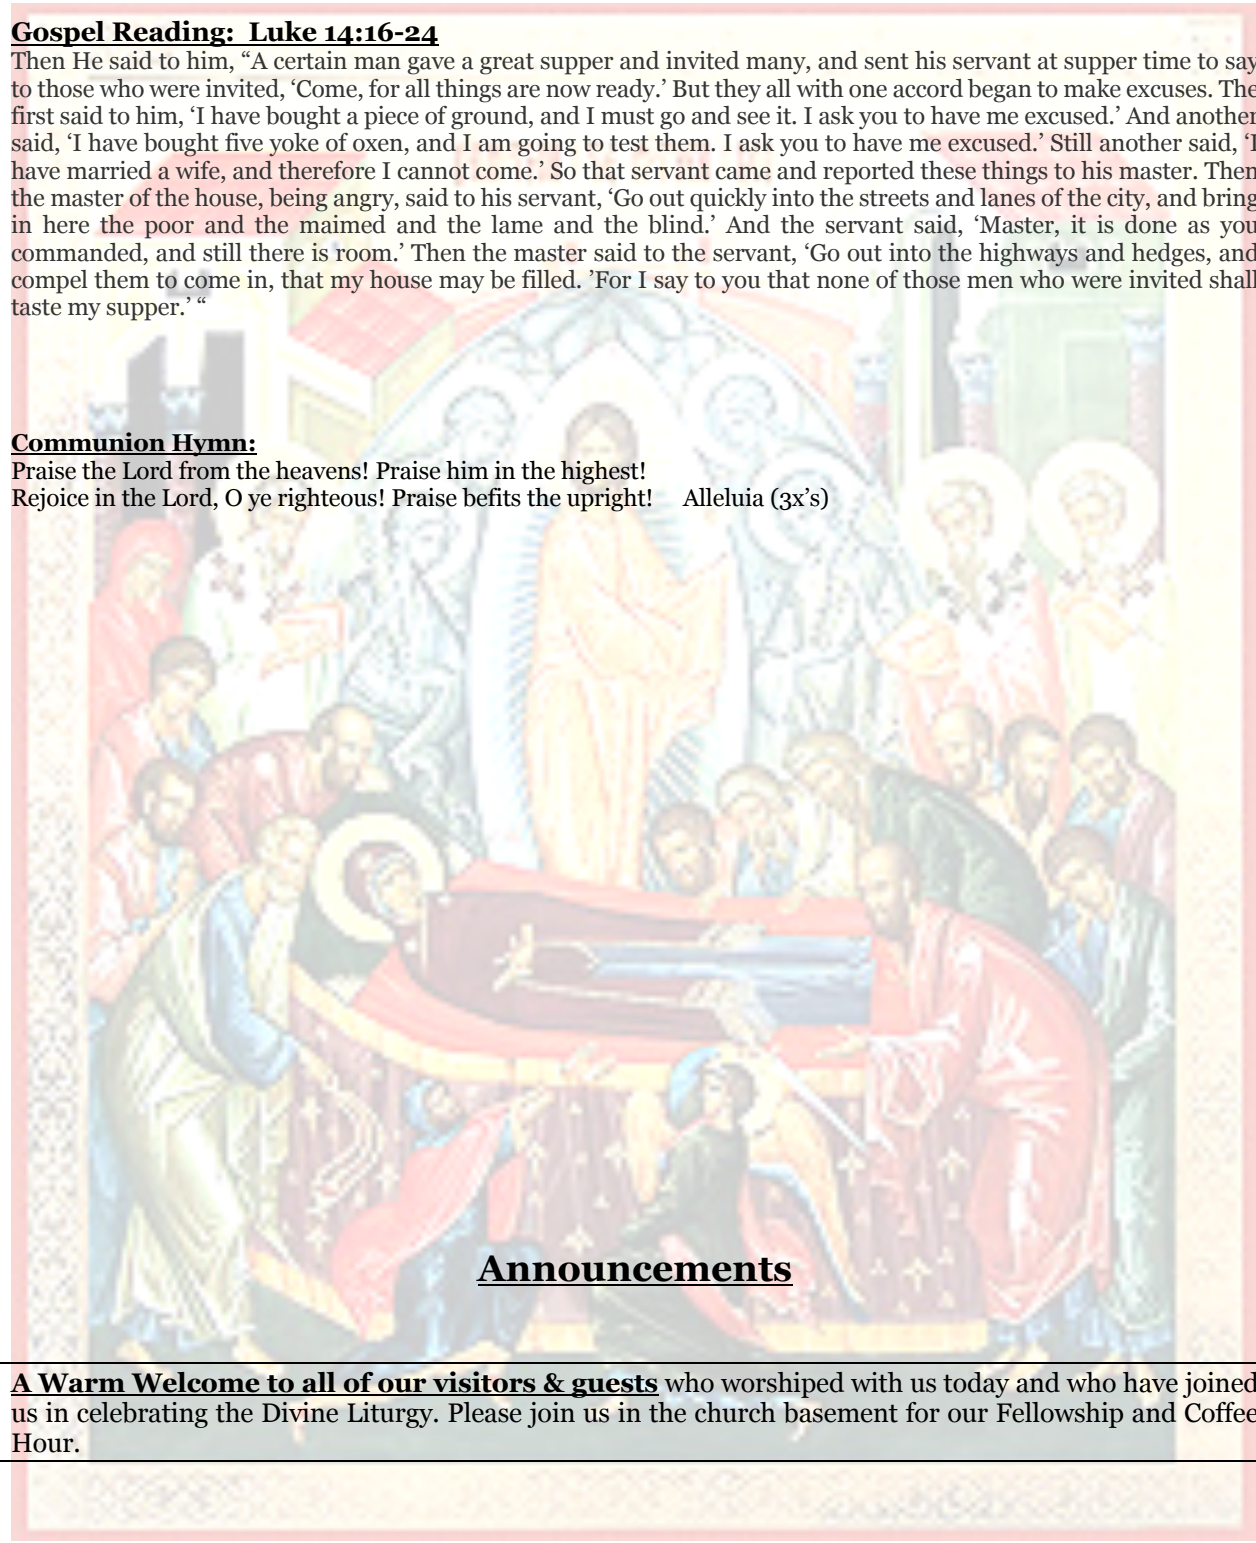 Gospel Reading:  Luke 14:16-24
Then He said to him, “A certain man gave a great supper and invited many, and sent his servant at supper time to say
to those who were invited, ‘Come, for all things are now ready.’ But they all with one accord began to make excuses. The
first said to him, ‘I have bought a piece of ground, and I must go and see it. I ask you to have me excused.’ And another
said, ‘I have bought five yoke of oxen, and I am going to test them. I ask you to have me excused.’ Still another said, ‘I
have married a wife, and therefore I cannot come.’ So that servant came and reported these things to his master. Then
the master of the house, being angry, said to his servant, ‘Go out quickly into the streets and lanes of the city, and bring
in here the poor and the maimed and the lame and the blind.’ And the servant said, ‘Master, it is done as you
commanded, and still there is room.’ Then the master said to the servant, ‘Go out into the highways and hedges, and
compel them to come in, that my house may be filled. ’For I say to you that none of those men who were invited shall
taste my supper.’ “
Communion Hymn:
Praise the Lord from the heavens! Praise him in the highest!
Rejoice in the Lord, O ye righteous! Praise befits the upright!    Alleluia (3x’s)
Announcements
A Warm Welcome to all of our visitors & guests who worshiped with us today and who have joined
us in celebrating the Divine Liturgy. Please join us in the church basement for our Fellowship and Coffee
Hour.